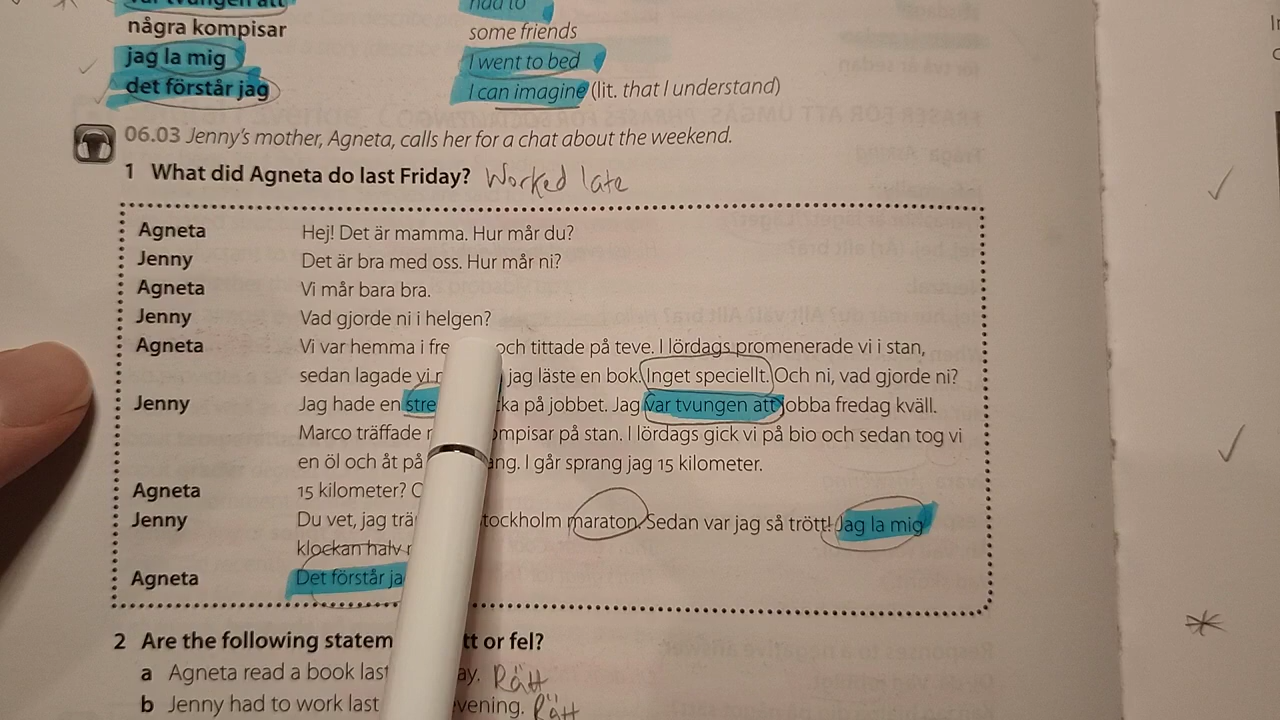 var tvungen att had to
några kompisar some friends
jag la mig I went to bed
det förstår jag I can imagine (lit. that I understand)
06.03 Jenny's mother, Agneta, calls her for a chat about the weekend.
1 What did Agneta do last Friday? Worked late
Agneta Hej! Det är mamma. Hur mår du?
Jenny Det är bra med oss. Hur mår ni?
Agneta Vi mår bara bra.
Jenny Vad gjorde ni i helgen?
Agneta Vi var hemma i fre och tittade på teve. I lördags promenerade vi i stan,
sedan lagade vi jag läste en bok. Inget speciellt. Och ni, vad gjorde ni?
Jenny Jag hade en stre ka på jobbet. Jag var tvungen att jobba fredag kväll.
Marco träffade ompisar på stan. I lördags gick vi på bio och sedan tog vi
en öl och åt på ang. I går sprang jag 15 kilometer.
Agneta 15 kilometer?
Jenny Du vet, jag trä tockholm maraton. Sedan var jag så trött! Jag la mig
klockan halv
Agneta Det förstår ja
2 Are the following statem tt or fel?
a Agneta read a book last ay. Rätt
b Jenny had to work last evening. Rätt